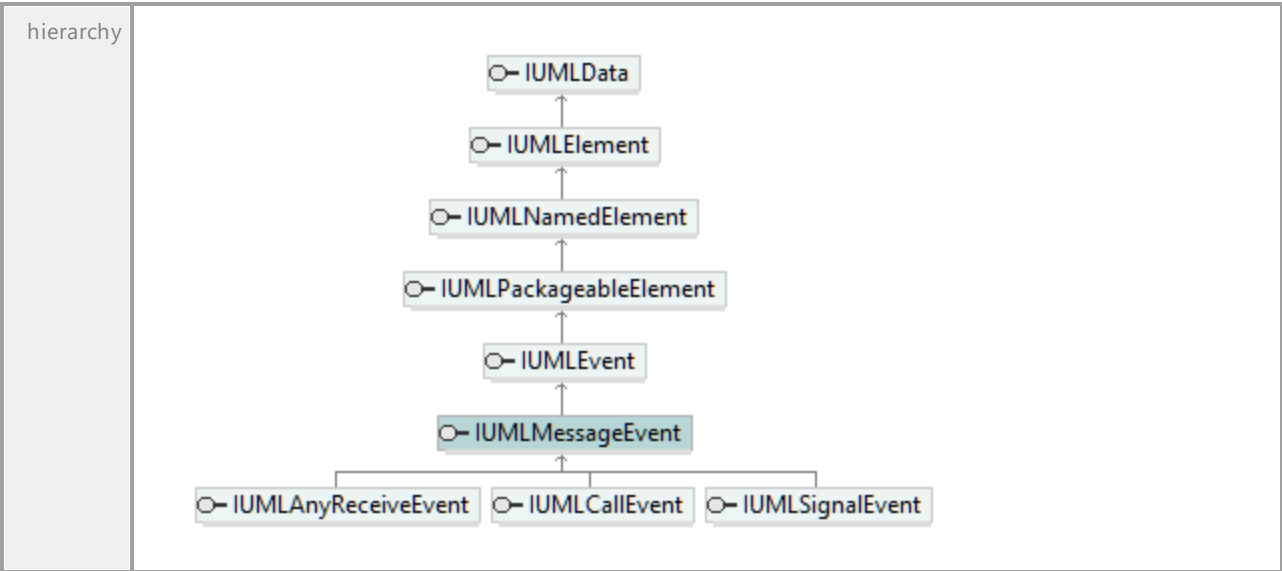 hierarchy
IUMLData
IUMLElement
IUMLNamedElement
IUMLPackageableElement
IUMLEvent
IUMLMessageEvent
IUMLAnyReceiveEvent IUMLCallEvent IUMLSignalEvent